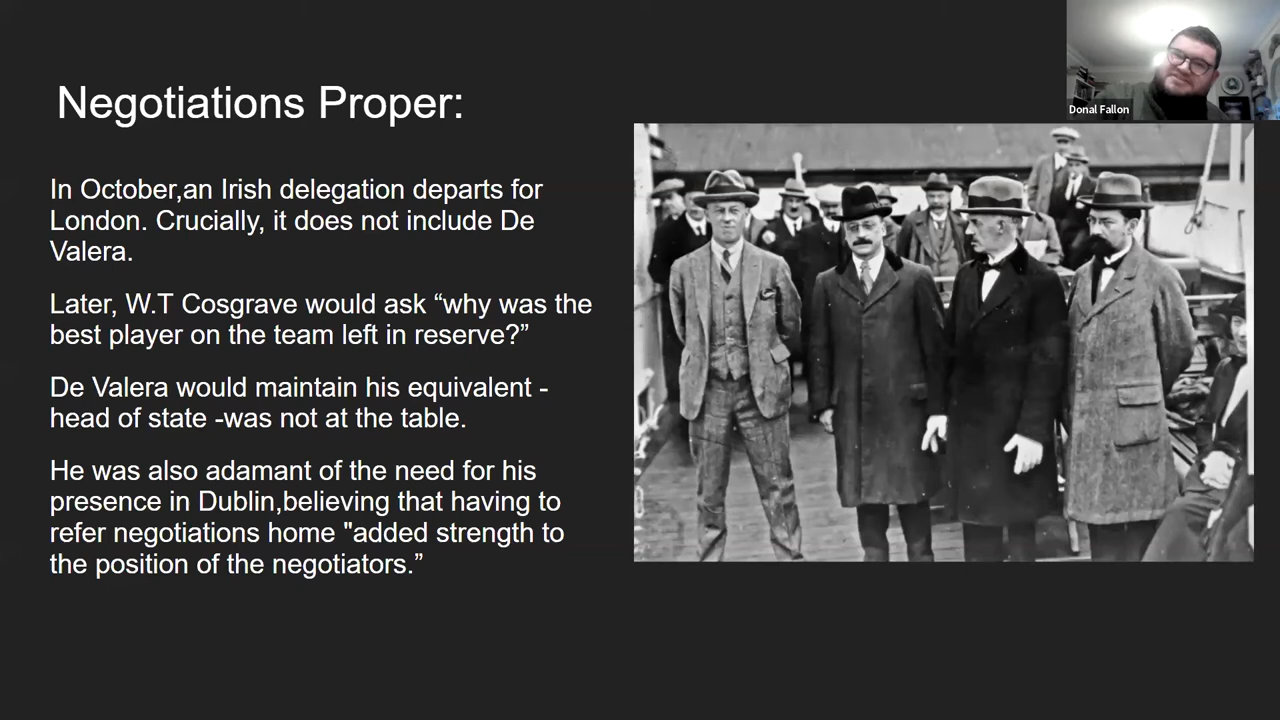 Donal Fallon
Negotiations Proper:
In October,an Irish delegation departs for
London. Crucially, it does not include De
Valera.
Later, W.T Cosgrave would ask “why was the
best player on the team left in reserve?”
De Valera would maintain his equivalent -
head of state -was not at the table.
He was also adamant of the need for his
presence in Dublin,believing that having to
refer negotiations home "added strength to
the position of the negotiators.”